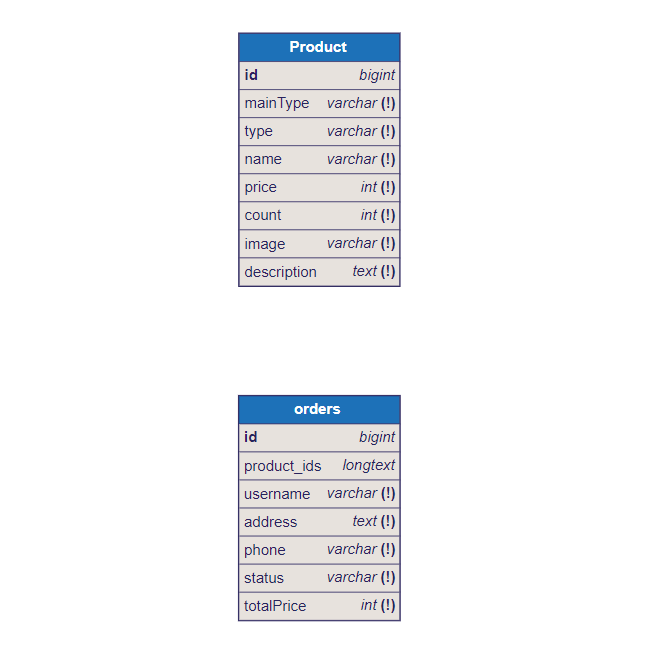 Product
id bigint
mainType varchar (!)
type varchar (!)
name varchar (!)
price int (!)
count int (!)
image varchar (!)
description text (!)
orders
id bigint
product_ids longtext
username varchar (!)
address text (!)
phone varchar (!)
status varchar (!)
totalPrice int (!)